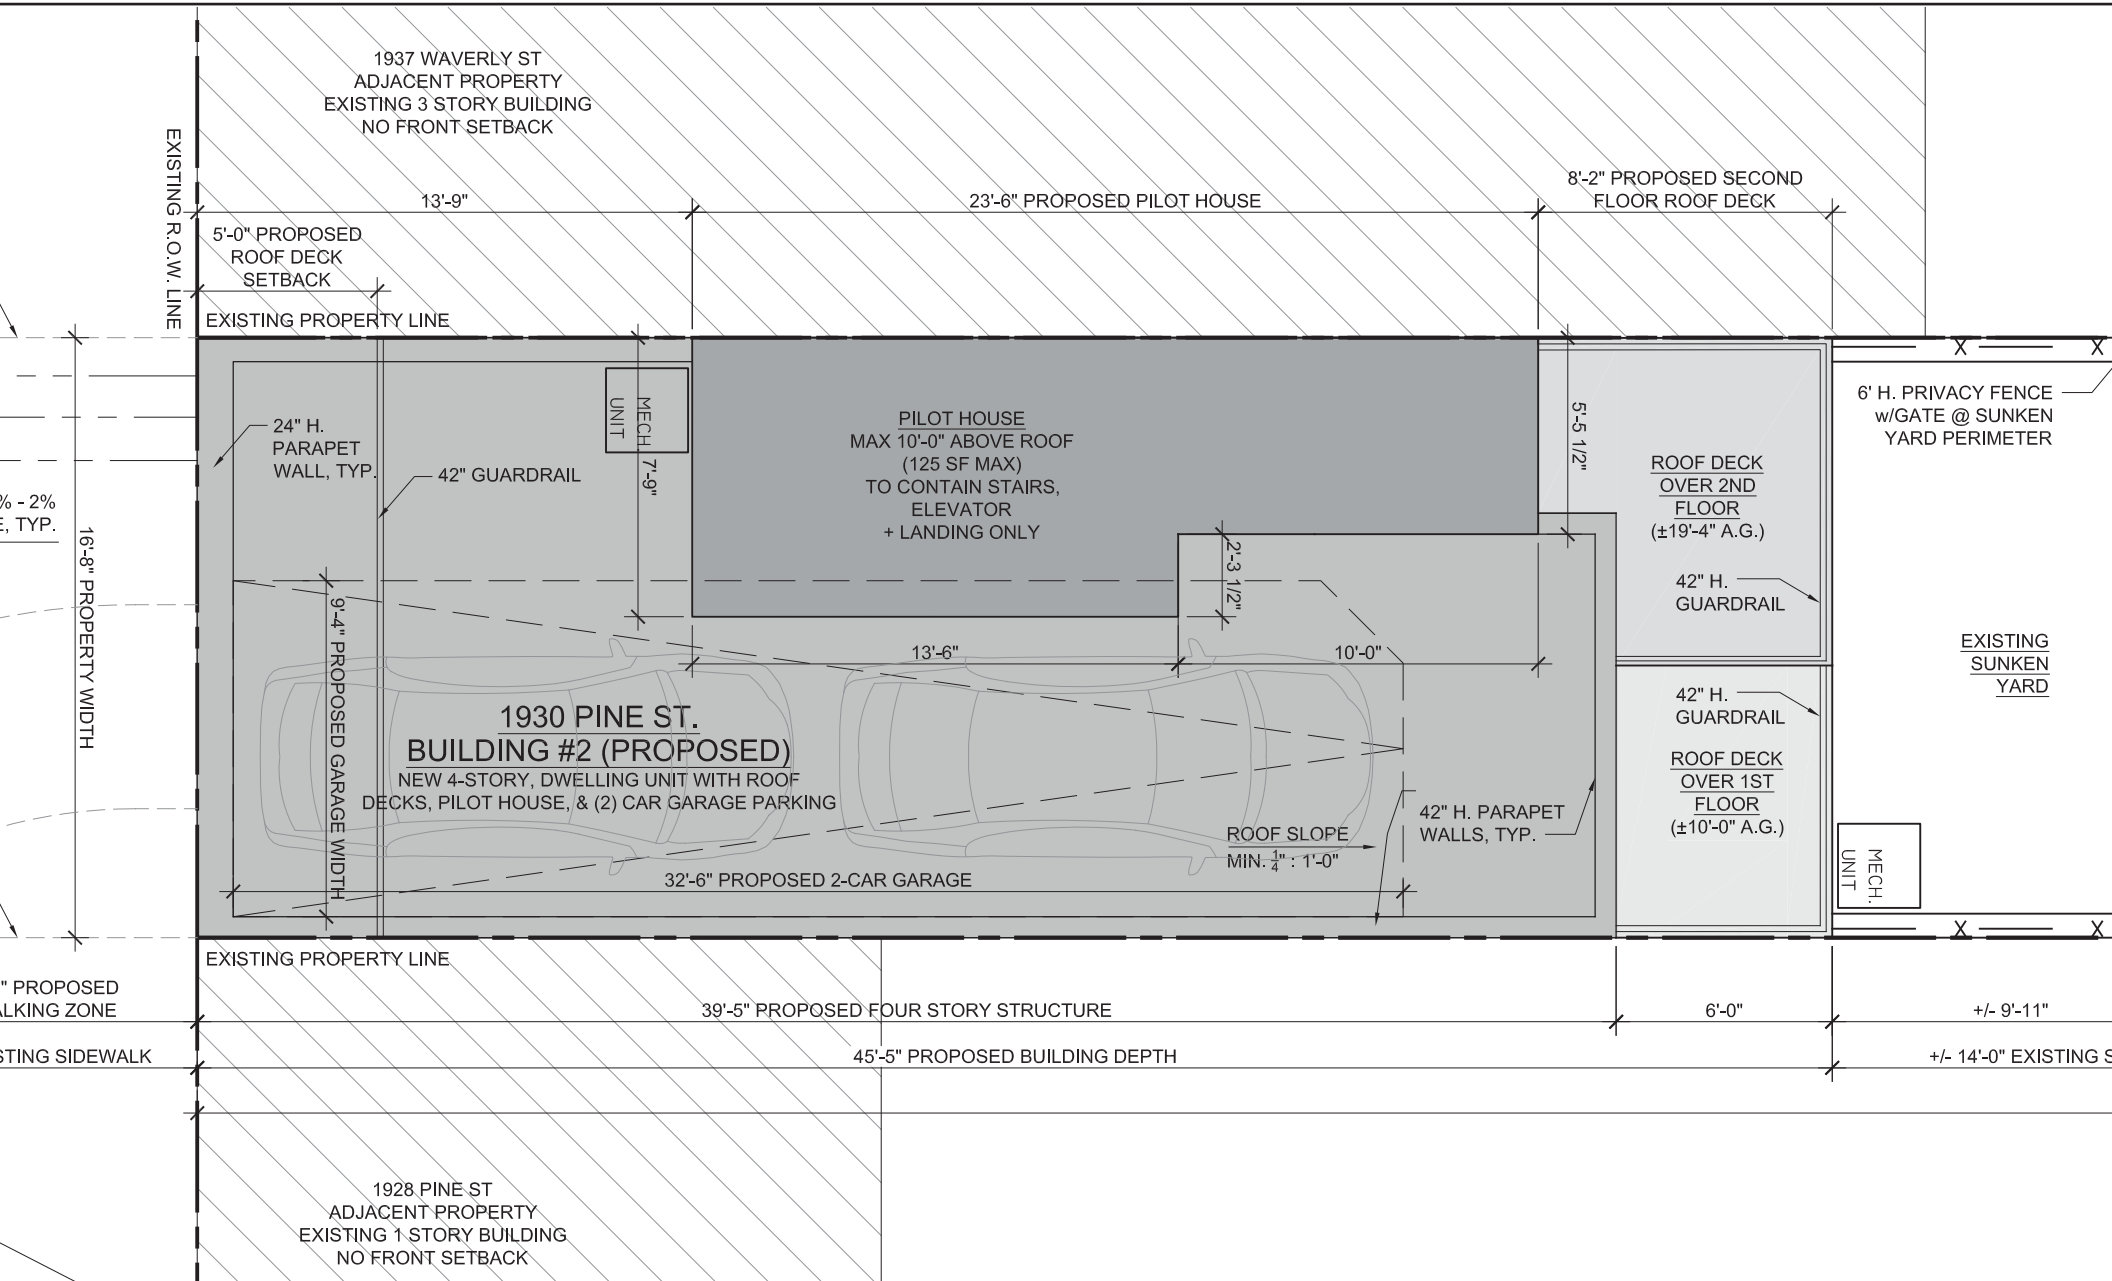 1937 WAVERLY ST
ADJACENT PROPERTY
EXISTING 3 STORY BUILDING
NO FRONT SETBACK
EXISTING R.O.W. LINE
13'-9"
23'-6" PROPOSED PILOT HOUSE
8'-2" PROPOSED SECOND
FLOOR ROOF DECK
5'-0" PROPOSED
ROOF DECK
SETBACK
EXISTING PROPERTY LINE
24" H.
PARAPET
WALL, TYP.
42" GUARDRAIL
MECH.
UNIT
7'-9"
PILOT HOUSE
MAX 10'-0" ABOVE ROOF
(125 SF MAX)
TO CONTAIN STAIRS,
ELEVATOR
+ LANDING ONLY
5'-5 1/2"
2'-3 1/2"
6' H. PRIVACY FENCE
w/GATE @ SUNKEN
YARD PERIMETER
X
X
ROOF DECK
OVER 2ND
FLOOR
(±19'-4" A.G.)
42" H.
GUARDRAIL
% - 2%
E, TYP.
16'-8" PROPERTY WIDTH
9'-4" PROPOSED GARAGE WIDTH
13'-6"
10'-0"
EXISTING
SUNKEN
YARD
1930 PINE ST.
BUILDING #2 (PROPOSED)
NEW 4-STORY, DWELLING UNIT WITH ROOF
DECKS, PILOT HOUSE, & (2) CAR GARAGE PARKING
42" H.
GUARDRAIL
ROOF DECK
OVER 1ST
FLOOR
(±10'-0" A.G.)
42" H. PARAPET
WALLS, TYP.
ROOF SLOPE
MIN. 1/4" : 1'-0"
32'-6" PROPOSED 2-CAR GARAGE
MECH.
UNIT
X
X
EXISTING PROPERTY LINE
" PROPOSED
ALKING ZONE
39'-5" PROPOSED FOUR STORY STRUCTURE
6'-0"
+/- 9'-11"
STING SIDEWALK
45'-5" PROPOSED BUILDING DEPTH
+/- 14'-0" EXISTING S
1928 PINE ST
ADJACENT PROPERTY
EXISTING 1 STORY BUILDING
NO FRONT SETBACK